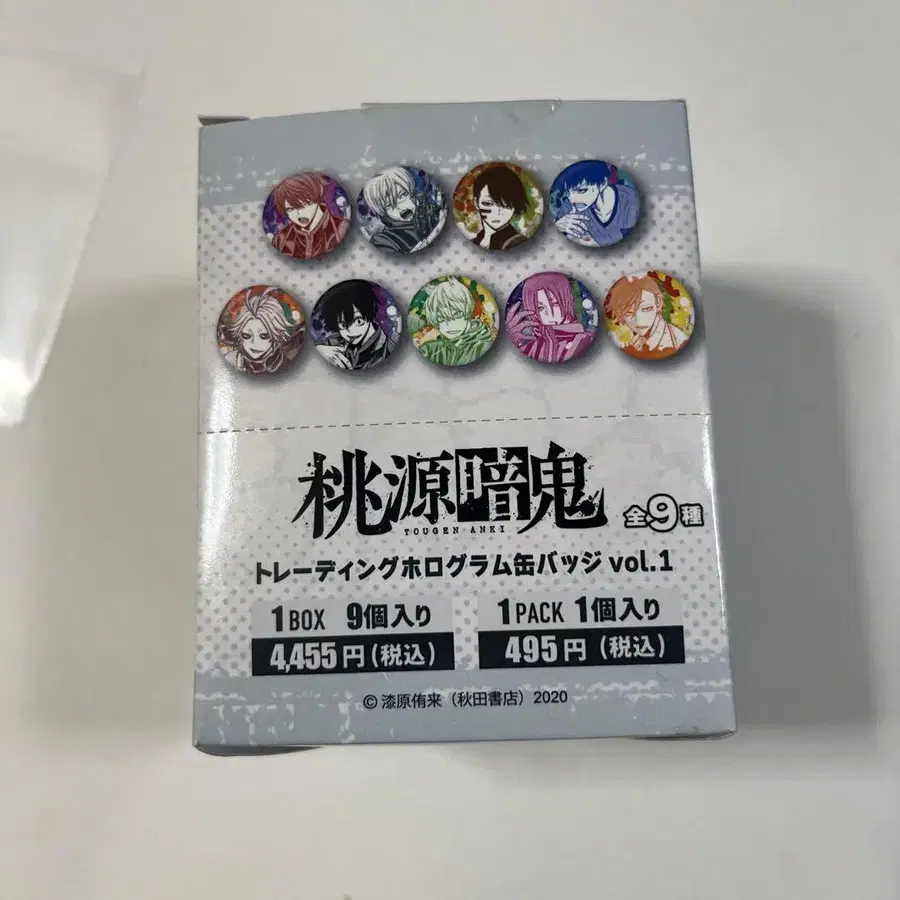 桃源暗鬼
TOUGEN ANKI
全9種
トレーディングホログラム缶バッジ vol.1
1BOX 9個入り
4,455円(税込)
1PACK 1個入り
495円(税込)
©漆原侑来(秋田書店)2020